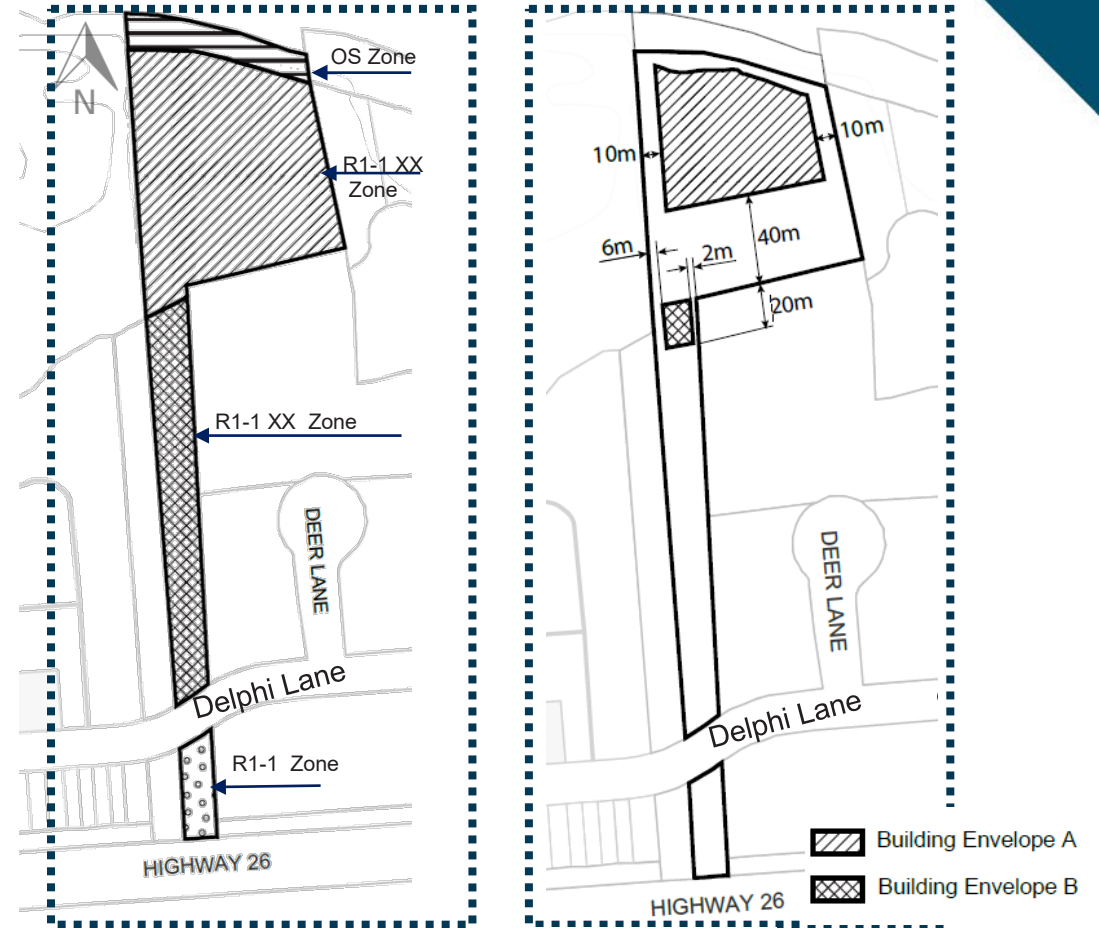 N
OS Zone
R1-1 XX
Zone
R1-1 XX Zone
DEER LANE
Delphi Lane
R1-1 Zone
HIGHWAY 26
10m
10m
40m
6m
2m
20m
DEER LANE
Delphi Lane
Building Envelope A
Building Envelope B
HIGHWAY 26